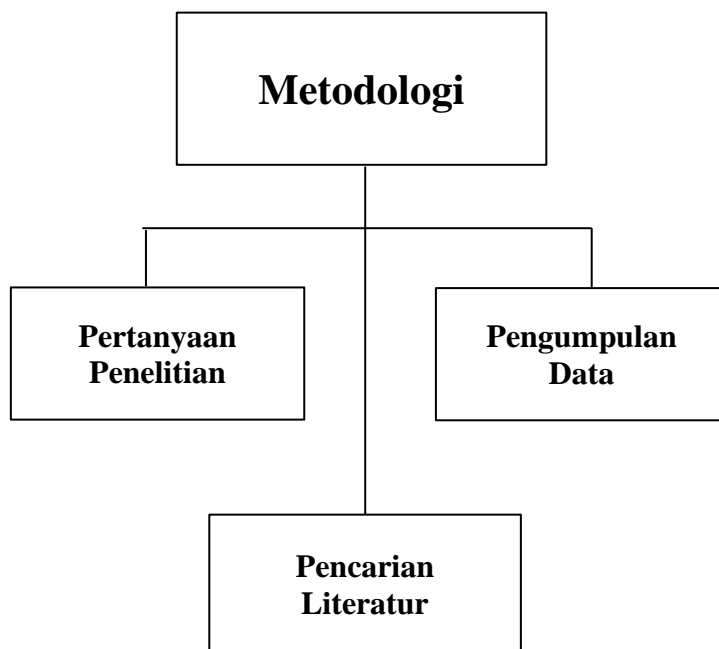 Metodologi
Pertanyaan
Penelitian
Pengumpulan
Data
Pencarian
Literatur